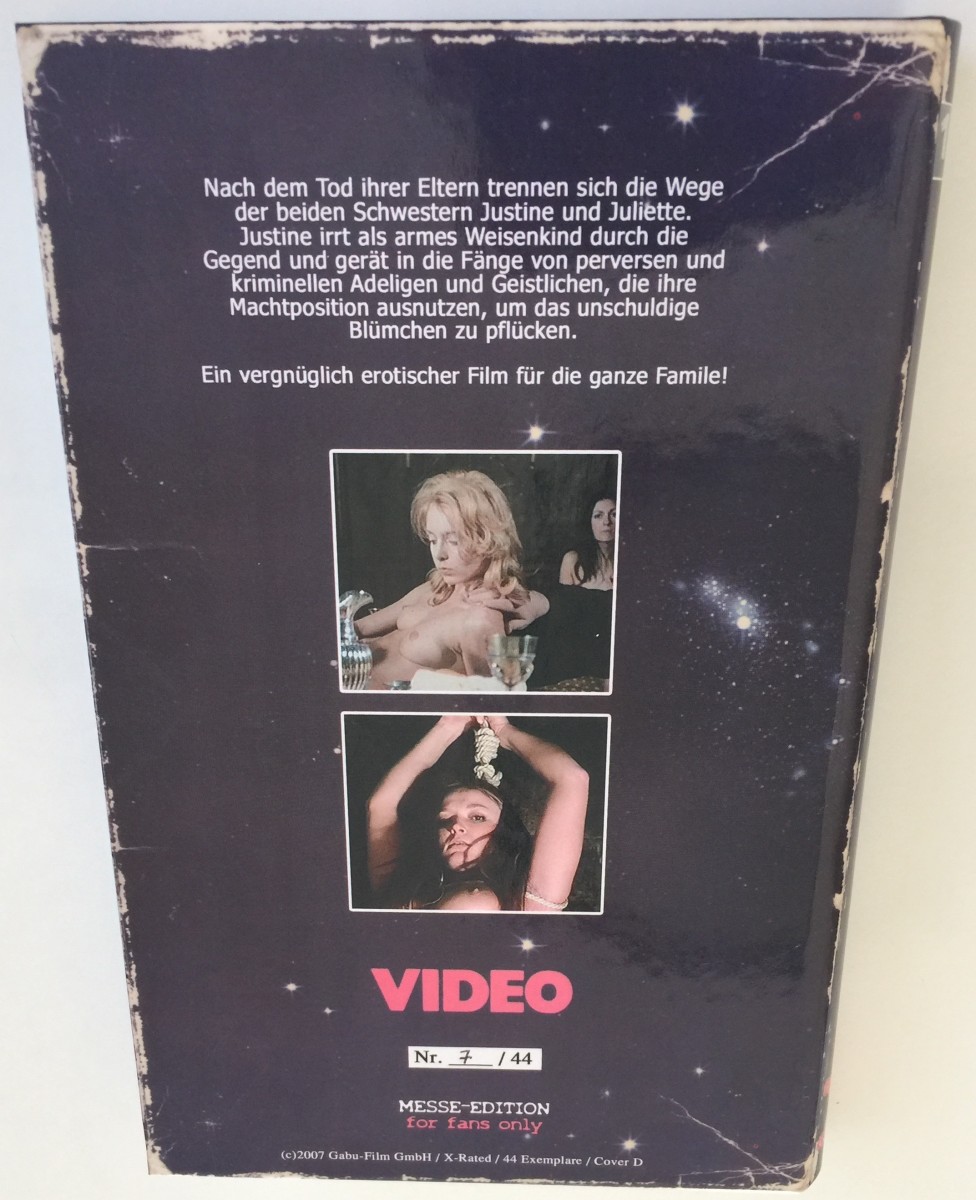 Nach dem Tod ihrer Eltern trennen sich die Wege
der beiden Schwestern Justine und Juliette.
Justine irrt als armes Weisenkind durch die
Gegend und gerät in die Fänge von perversen und
kriminellen Adeligen und Geistlichen, die ihre
Machtposition ausnutzen, um das unschuldige
Blümchen zu pflücken.
Ein vergnüglich erotischer Film für die ganze Famile!
VIDEO
Nr. 7 / 44
MESSE-EDITION
for fans only
(c)2007 Gabu-Film GmbH / X-Rated / 44 Exemplare / Cover D